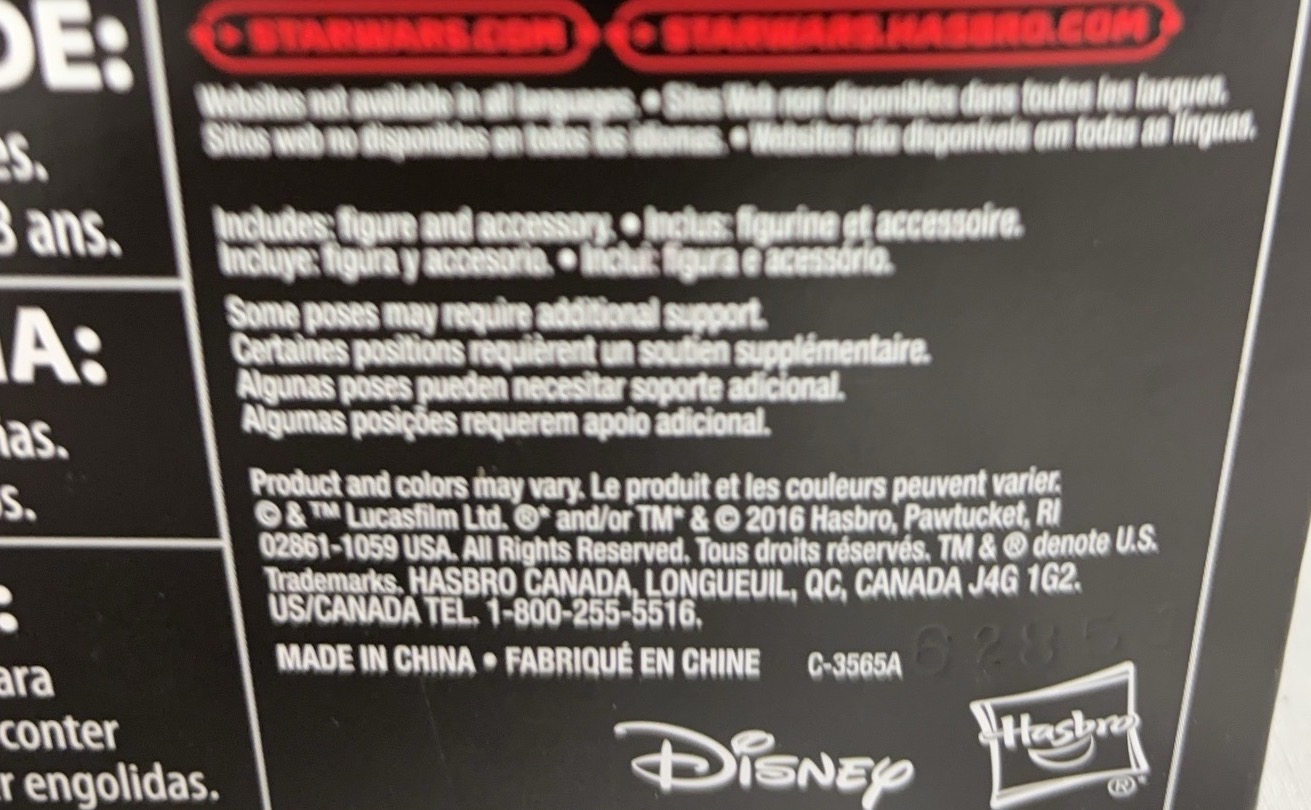 DE:
es.
3 ans.
IA:
nas.
s.
:
ara
conter
r engolidas.
STARWARS.COM STARWARS.HASBRO.COM
Websites not available in all languages. • Sites Web non disponibles dans toutes les langues.
Sitios web no disponibles en todos los idiomas. • Websites não disponíveis em todas as línguas.
Includes: figure and accessory. • Inclus: figurine et accessoire.
Incluye: figura y accesorio. • Inclui: figura e acessório.
Some poses may require additional support.
Certaines positions requièrent un soutien supplémentaire.
Algunas poses pueden necesitar soporte adicional.
Algumas posições requerem apoio adicional.
Product and colors may vary. Le produit et les couleurs peuvent varier.
© & ™ Lucasfilm Ltd. ®* and/or TM* & © 2016 Hasbro, Pawtucket, RI
02861-1059 USA. All Rights Reserved. Tous droits réservés. TM & ® denote U.S.
Trademarks. HASBRO CANADA, LONGUEUIL, QC, CANADA J4G 1G2.
US/CANADA TEL. 1-800-255-5516.
MADE IN CHINA • FABRIQUÉ EN CHINE C-3565A
DISNEY Hasbro ®*